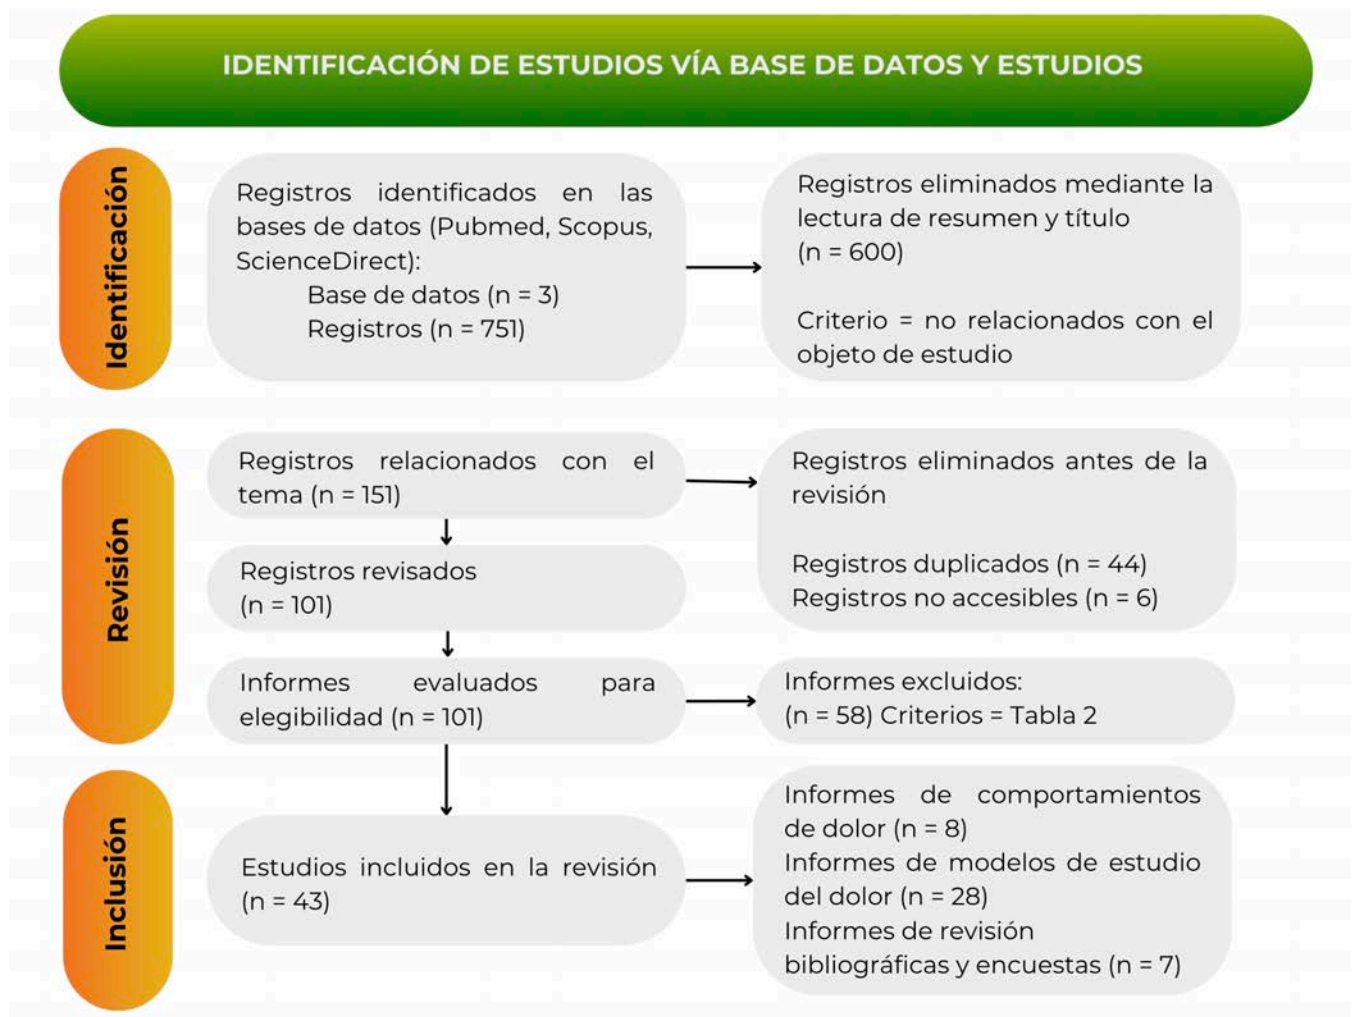 IDENTIFICACIÓN DE ESTUDIOS VÍA BASE DE DATOS Y ESTUDIOS
Identificación
Registros identificados en las
bases de datos (Pubmed, Scopus,
ScienceDirect):
Base de datos (n = 3)
Registros (n = 751)
Registros eliminados mediante la
lectura de resumen y título
(n = 600)
Criterio = no relacionados con el
objeto de estudio
Revisión
Registros relacionados con el
tema (n = 151)
Registros eliminados antes de la
revisión
Registros duplicados (n = 44)
Registros no accesibles (n = 6)
Registros revisados
(n = 101)
Informes evaluados para
elegibilidad (n = 101)
Informes excluidos:
(n = 58) Criterios = Tabla 2
Inclusión
Estudios incluidos en la revisión
(n = 43)
Informes de comportamientos
de dolor (n = 8)
Informes de modelos de estudio
del dolor (n = 28)
Informes de revisión
bibliográficas y encuestas (n = 7)